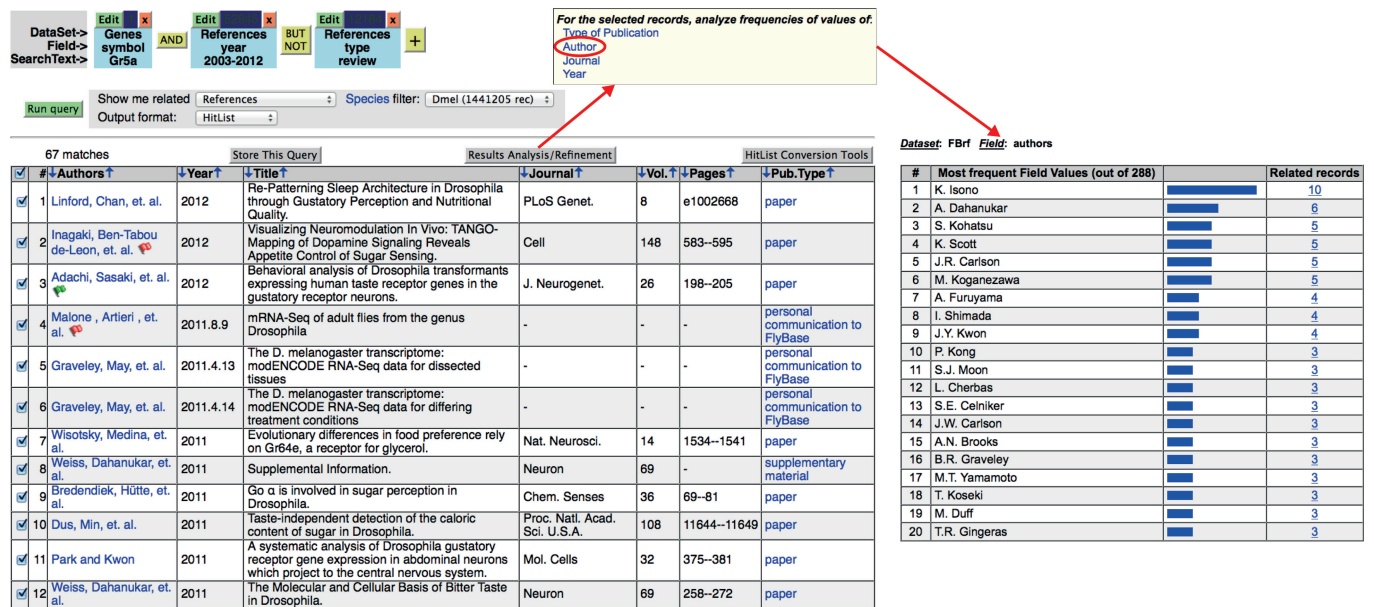 Edit x
Edit x
Edit x
DataSet-> Genes References References
Field-> symbol AND year BUT NOT type +
SearchText-> Gr5a 2003-2012 review
Run query
Show me related References Species filter: Dmel (1441205 rec)
Output format: HitList
For the selected records, analyze frequencies of values of:
Type of Publication
Author
Journal
Year
67 matches Store This Query Results Analysis/Refinement HitList Conversion Tools
# Authors Year Title Journal Vol. Pages Pub.Type
1 Linford, Chan, et. al. 2012 Re-Patterning Sleep Architecture in Drosophila
through Gustatory Perception and Nutritional
Quality. PLoS Genet. 8 e1002668 paper
2 Inagaki, Ben-Tabou
de-Leon, et. al. 2012 Visualizing Neuromodulation In Vivo: TANGO-
Mapping of Dopamine Signaling Reveals
Appetite Control of Sugar Sensing. Cell 148 583--595 paper
3 Adachi, Sasaki, et. al. 2012 Behavioral analysis of Drosophila transformants
expressing human taste receptor genes in the
gustatory receptor neurons. J. Neurogenet. 26 198--205 paper
4 Malone , Artieri , et.
al. 2011.8.9 mRNA-Seq of adult flies from the genus
Drosophila - - - personal
communication to
FlyBase
5 Graveley, May, et. al. 2011.4.13 The D. melanogaster transcriptome:
modENCODE RNA-Seq data for dissected
tissues - - - personal
communication to
FlyBase
6 Graveley, May, et. al. 2011.4.14 The D. melanogaster transcriptome:
modENCODE RNA-Seq data for differing
treatment conditions - - - personal
communication to
FlyBase
7 Wisotsky, Medina, et.
al. 2011 Evolutionary differences in food preference rely
on Gr64e, a receptor for glycerol. Nat. Neurosci. 14 1534--1541 paper
8 Weiss, Dahanukar, et.
al. 2011 Supplemental Information. Neuron 69 - supplementary
material
9 Bredendiek, Hütte, et.
al. 2011 Go α is involved in sugar perception in
Drosophila. Chem. Senses 36 69--81 paper
10 Dus, Min, et. al. 2011 Taste-independent detection of the caloric
content of sugar in Drosophila. Proc. Natl. Acad.
Sci. U.S.A. 108 11644--11649 paper
11 Park and Kwon 2011 A systematic analysis of Drosophila gustatory
receptor gene expression in abdominal neurons
which project to the central nervous system. Mol. Cells 32 375--381 paper
12 Weiss, Dahanukar, et.
al. 2011 The Molecular and Cellular Basis of Bitter Taste
in Drosophila. Neuron 69 258--272 paper
Dataset: FBrf Field: authors
# Most frequent Field Values (out of 288) Related records
1 K. Isono 10
2 A. Dahanukar 6
3 S. Kohatsu 5
4 K. Scott 5
5 J.R. Carlson 5
6 M. Koganezawa 5
7 A. Furuyama 4
8 I. Shimada 4
9 J.Y. Kwon 4
10 P. Kong 3
11 S.J. Moon 3
12 L. Cherbas 3
13 S.E. Celniker 3
14 J.W. Carlson 3
15 A.N. Brooks 3
16 B.R. Graveley 3
17 M.T. Yamamoto 3
18 T. Koseki 3
19 M. Duff 3
20 T.R. Gingeras 3